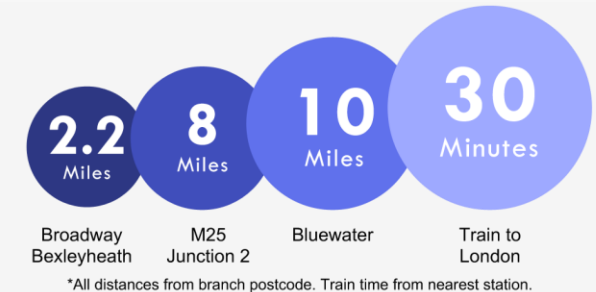 2.2
Miles
8
Miles
10
Miles
30
Minutes
Broadway
Bexleyheath
M25
Junction 2
Bluewater
Train to
London
*All distances from branch postcode. Train time from nearest station.